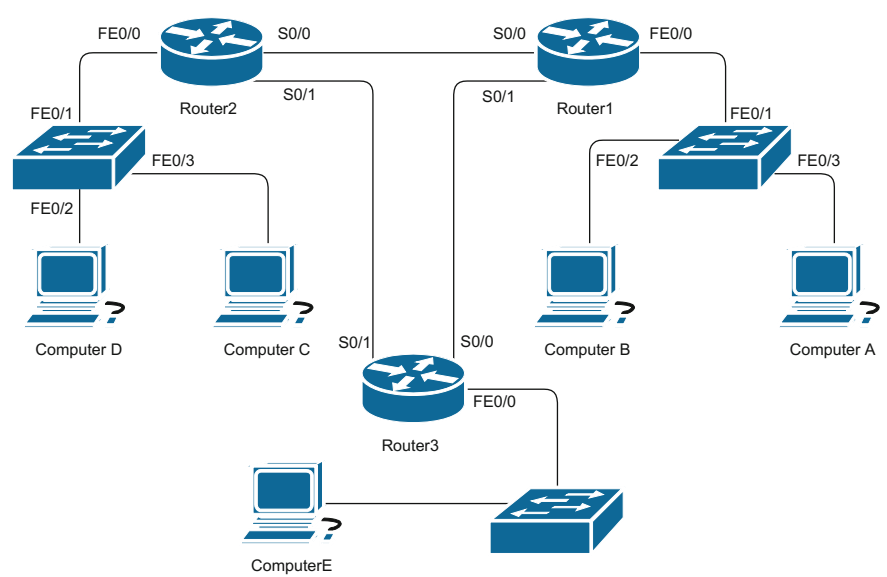 FE0/0
S0/0
S0/0
FE0/0
S0/1
S0/1
Router2
Router1
FE0/1
FE0/1
FE0/3
FE0/2
FE0/3
FE0/2
Computer D
Computer C
Computer B
Computer A
S0/1
S0/0
FE0/0
Router3
ComputerE